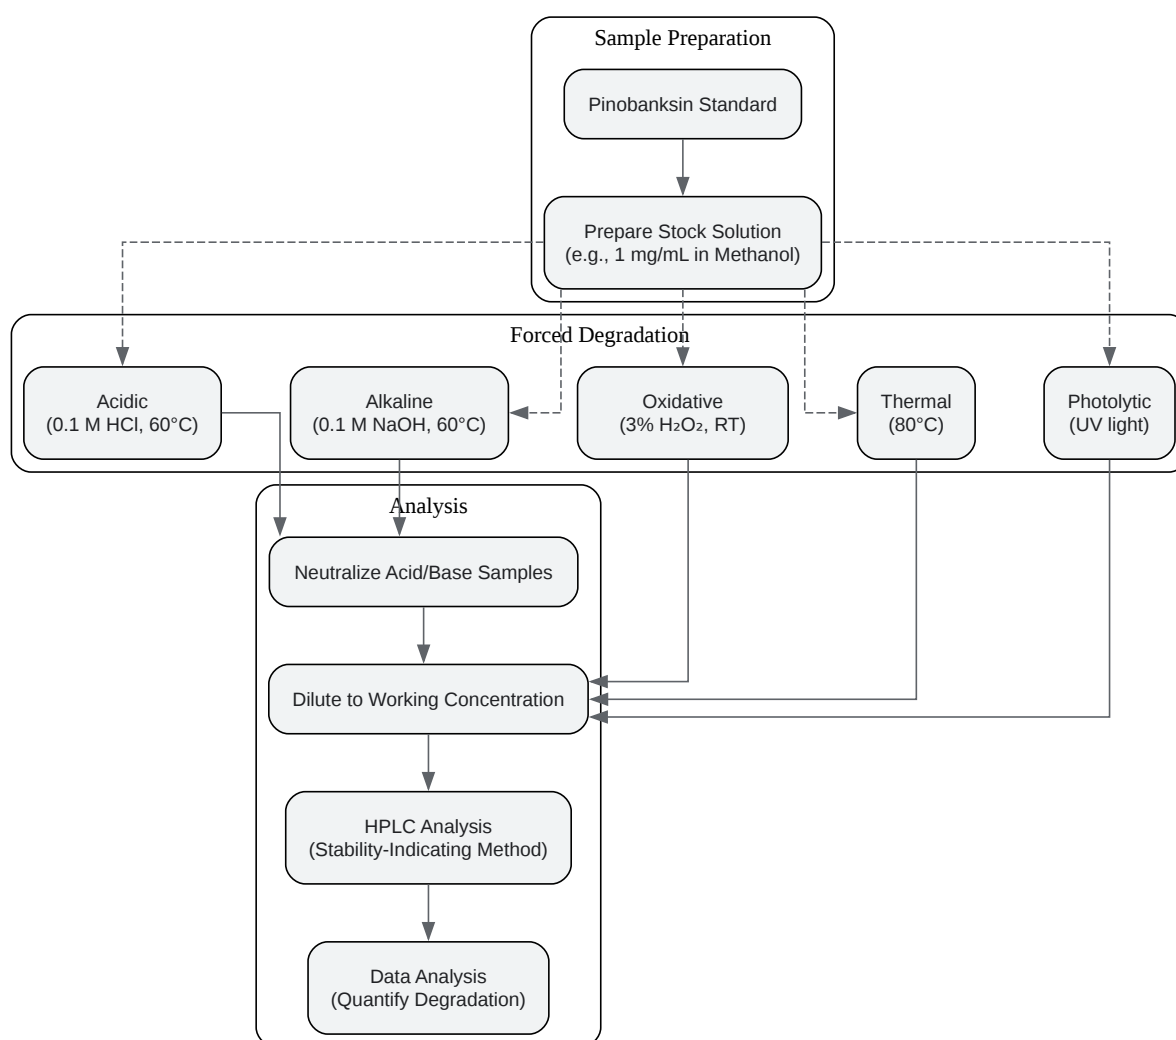 Sample Preparation
Pinobanksin Standard
Prepare Stock Solution
(e.g., 1 mg/mL in Methanol)
Forced Degradation
Acidic
(0.1 M HCl, 60°C)
Alkaline
(0.1 M NaOH, 60°C)
Oxidative
(3% H₂O₂, RT)
Thermal
(80°C)
Photolytic
(UV light)
Analysis
Neutralize Acid/Base Samples
Dilute to Working Concentration
HPLC Analysis
(Stability-Indicating Method)
Data Analysis
(Quantify Degradation)